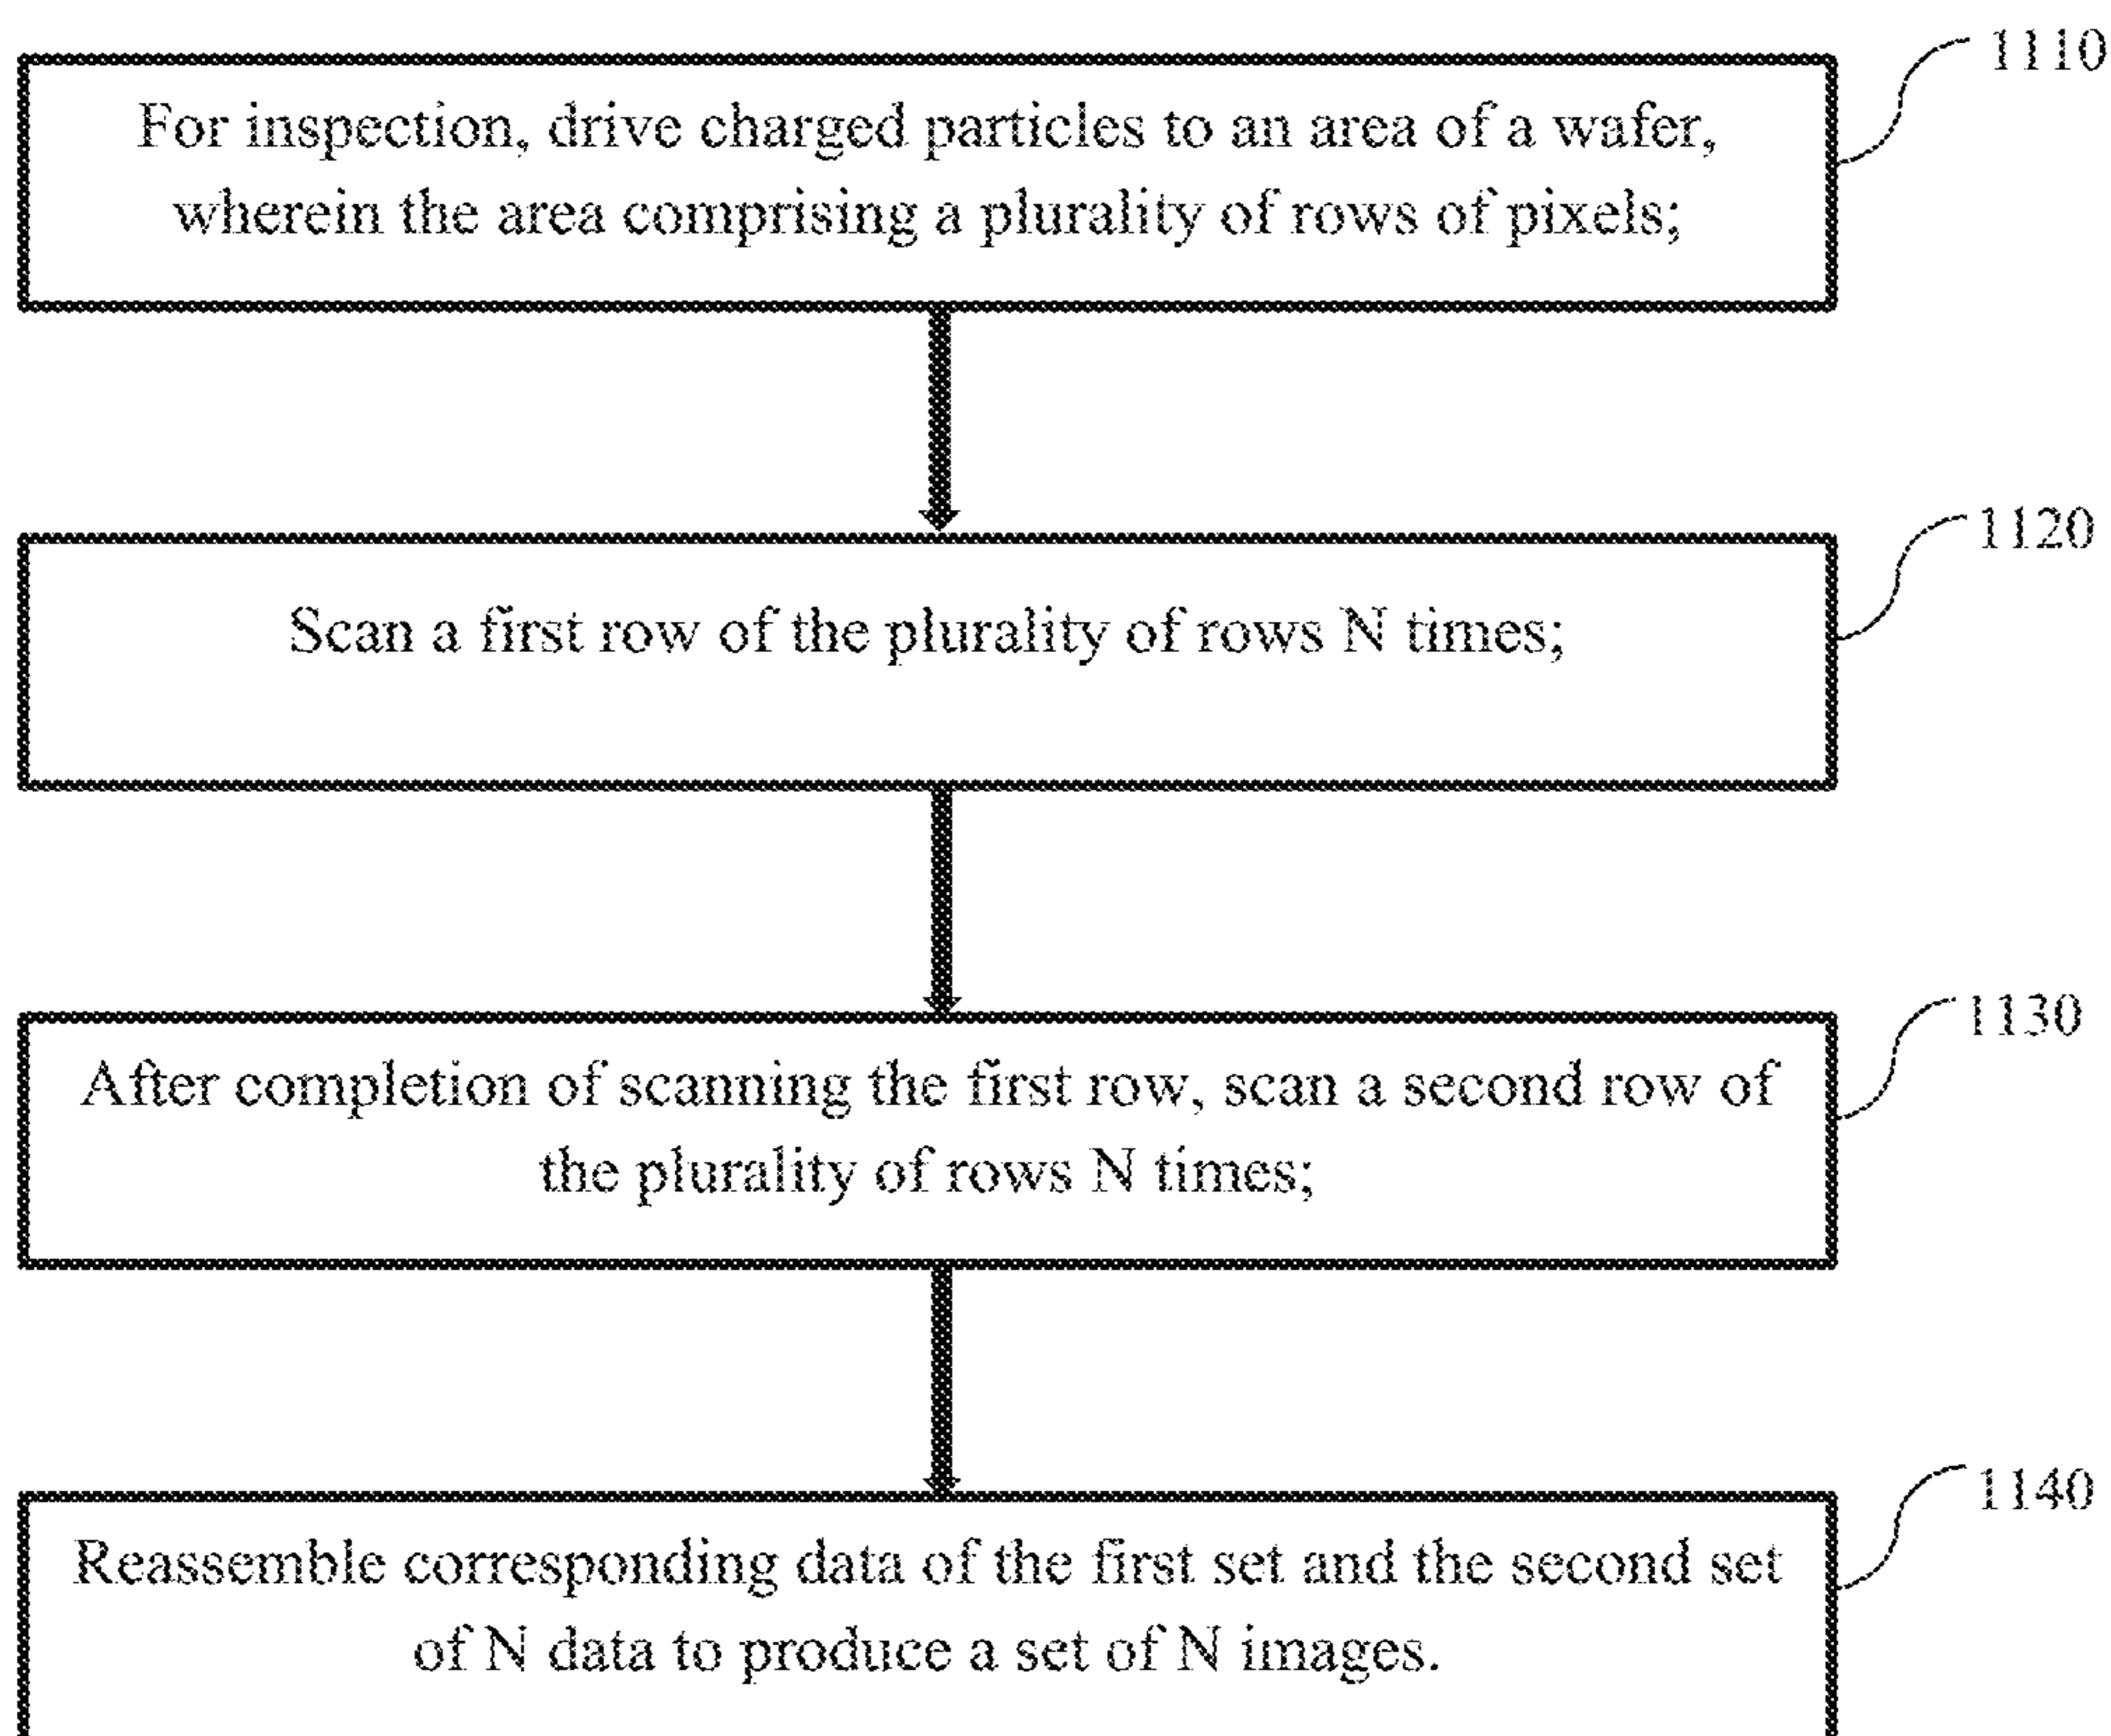 1110
For inspection, drive charged particles to an area of a wafer,
wherein the area comprising a plurality of rows of pixels;
1120
Scan a first row of the plurality of rows N times;
1130
After completion of scanning the first row, scan a second row of
the plurality of rows N times;
1140
Reassemble corresponding data of the first set and the second set
of N data to produce a set of N images.